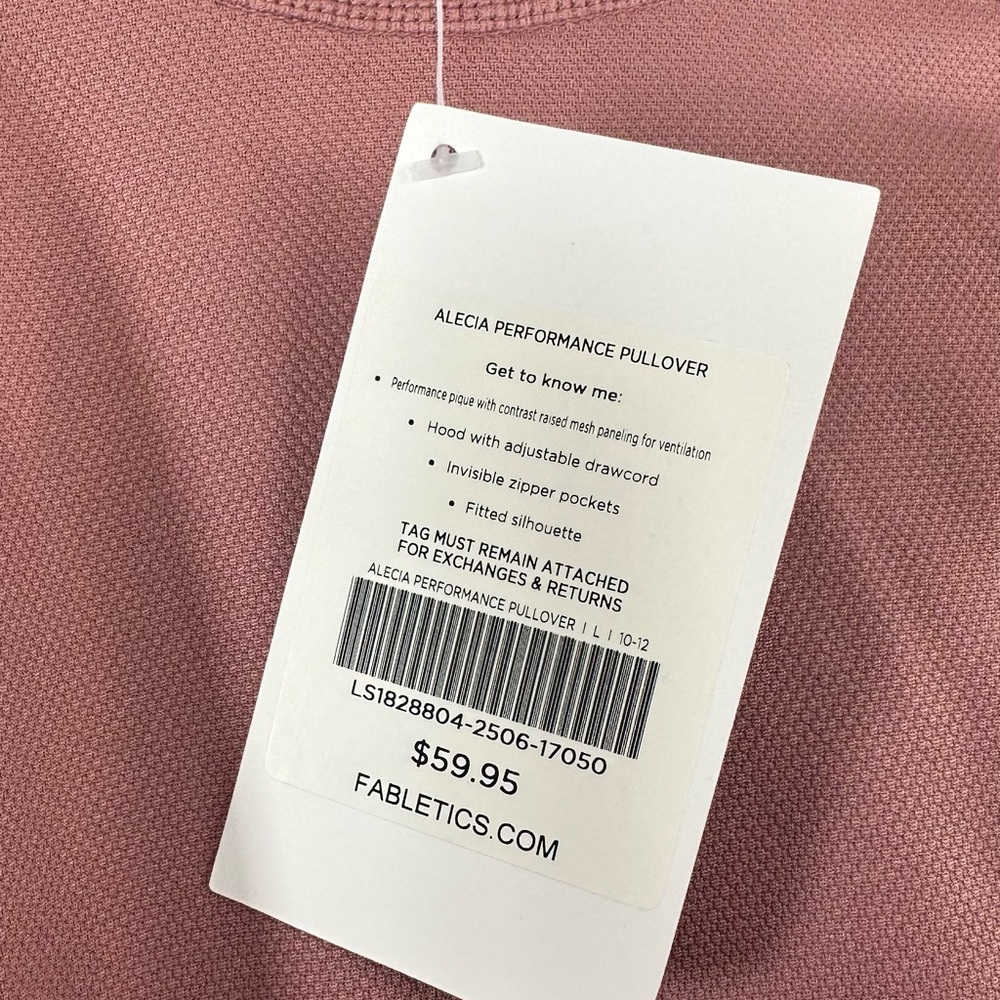 ALECIA PERFORMANCE PULLOVER
Get to know me:
• Performance pique with contrast raised mesh paneling for ventilation
• Hood with adjustable drawcord
• Invisible zipper pockets
• Fitted silhouette
TAG MUST REMAIN ATTACHED
FOR EXCHANGES & RETURNS
ALECIA PERFORMANCE PULLOVER | L | 10-12
LS1828804-2506-17050
$59.95
FABLETICS.COM